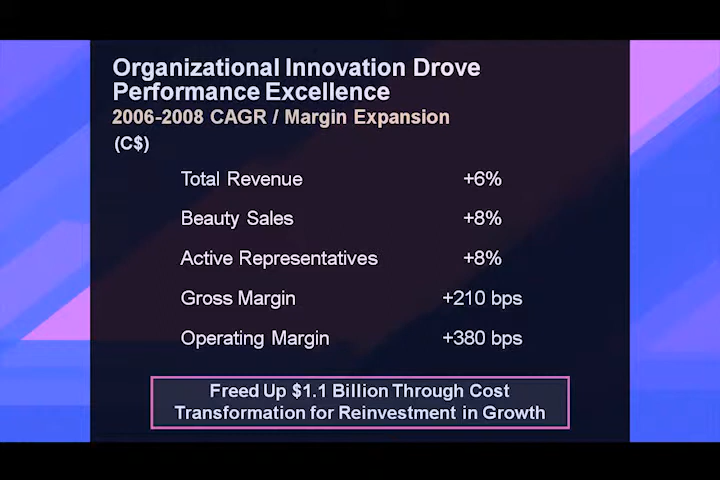 Organizational Innovation Drove
Performance Excellence
2006-2008 CAGR / Margin Expansion
(C$)
Total Revenue +6%
Beauty Sales +8%
Active Representatives +8%
Gross Margin +210 bps
Operating Margin +380 bps
Freed Up $1.1 Billion Through Cost
Transformation for Reinvestment in Growth